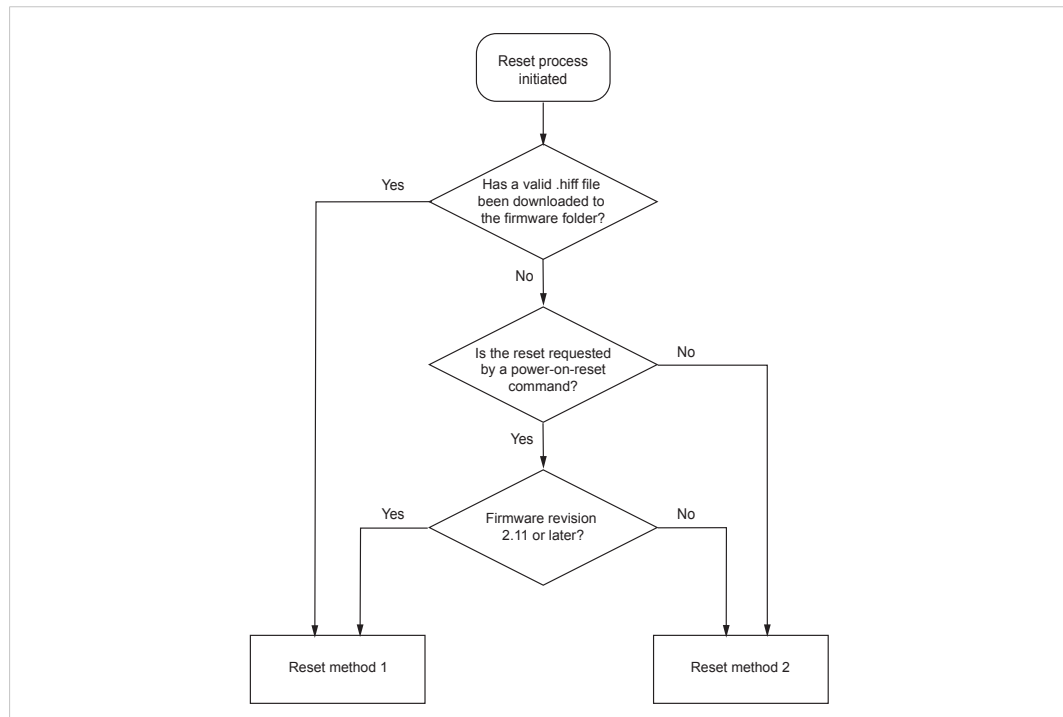 Reset process
initiated
Yes
Has a valid .hiff file
been downloaded to
the firmware folder?
No
Is the reset requested
by a power-on-reset
command?
No
Yes
Yes
Firmware revision
2.11 or later?
No
Reset method 1
Reset method 2